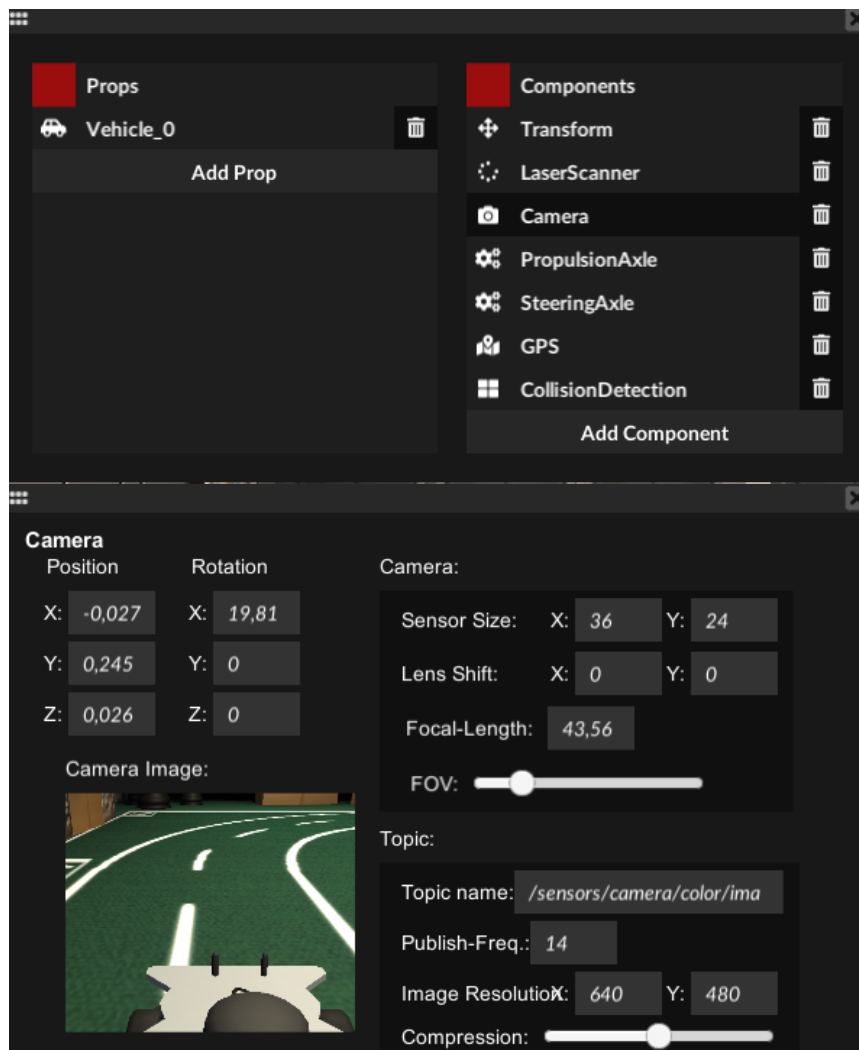 Props
Vehicle_0
Add Prop
Components
Transform
LaserScanner
Camera
PropulsionAxle
SteeringAxle
GPS
CollisionDetection
Add Component
Camera
Position Rotation
X: -0,027 X: 19,81
Y: 0,245 Y: 0
Z: 0,026 Z: 0
Camera Image:
Camera:
Sensor Size: X: 36 Y: 24
Lens Shift: X: 0 Y: 0
Focal-Length: 43,56
FOV:
Topic:
Topic name: /sensors/camera/color/ima
Publish-Freq.: 14
Image Resolution: X: 640 Y: 480
Compression: